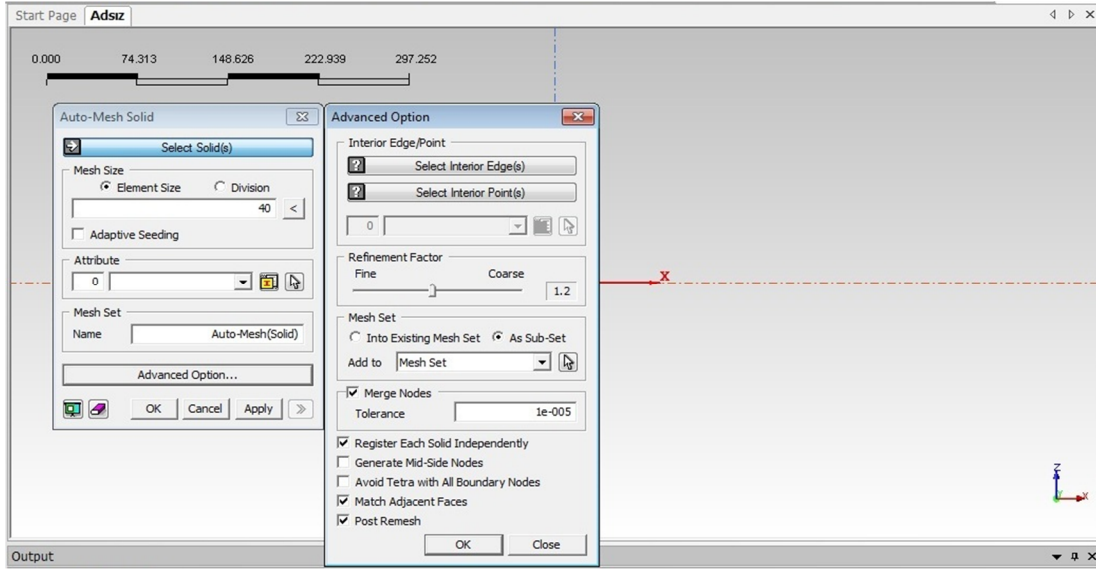 Start Page Adsız
0.000 74.313 148.626 222.939 297.252
Auto-Mesh Solid
Select Solid(s)
Mesh Size
Element Size Division
40 <
Adaptive Seeding
Attribute
0
Mesh Set
Name Auto-Mesh(Solid)
Advanced Option...
OK Cancel Apply >>
Advanced Option
Interior Edge/Point
? Select Interior Edge(s)
? Select Interior Point(s)
0
Refinement Factor
Fine Coarse
1.2
Mesh Set
Into Existing Mesh Set As Sub-Set
Add to Mesh Set
Merge Nodes
Tolerance 1e-005
Register Each Solid Independently
Generate Mid-Side Nodes
Avoid Tetra with All Boundary Nodes
Match Adjacent Faces
Post Remesh
OK Close
X
Z
Y X
Output